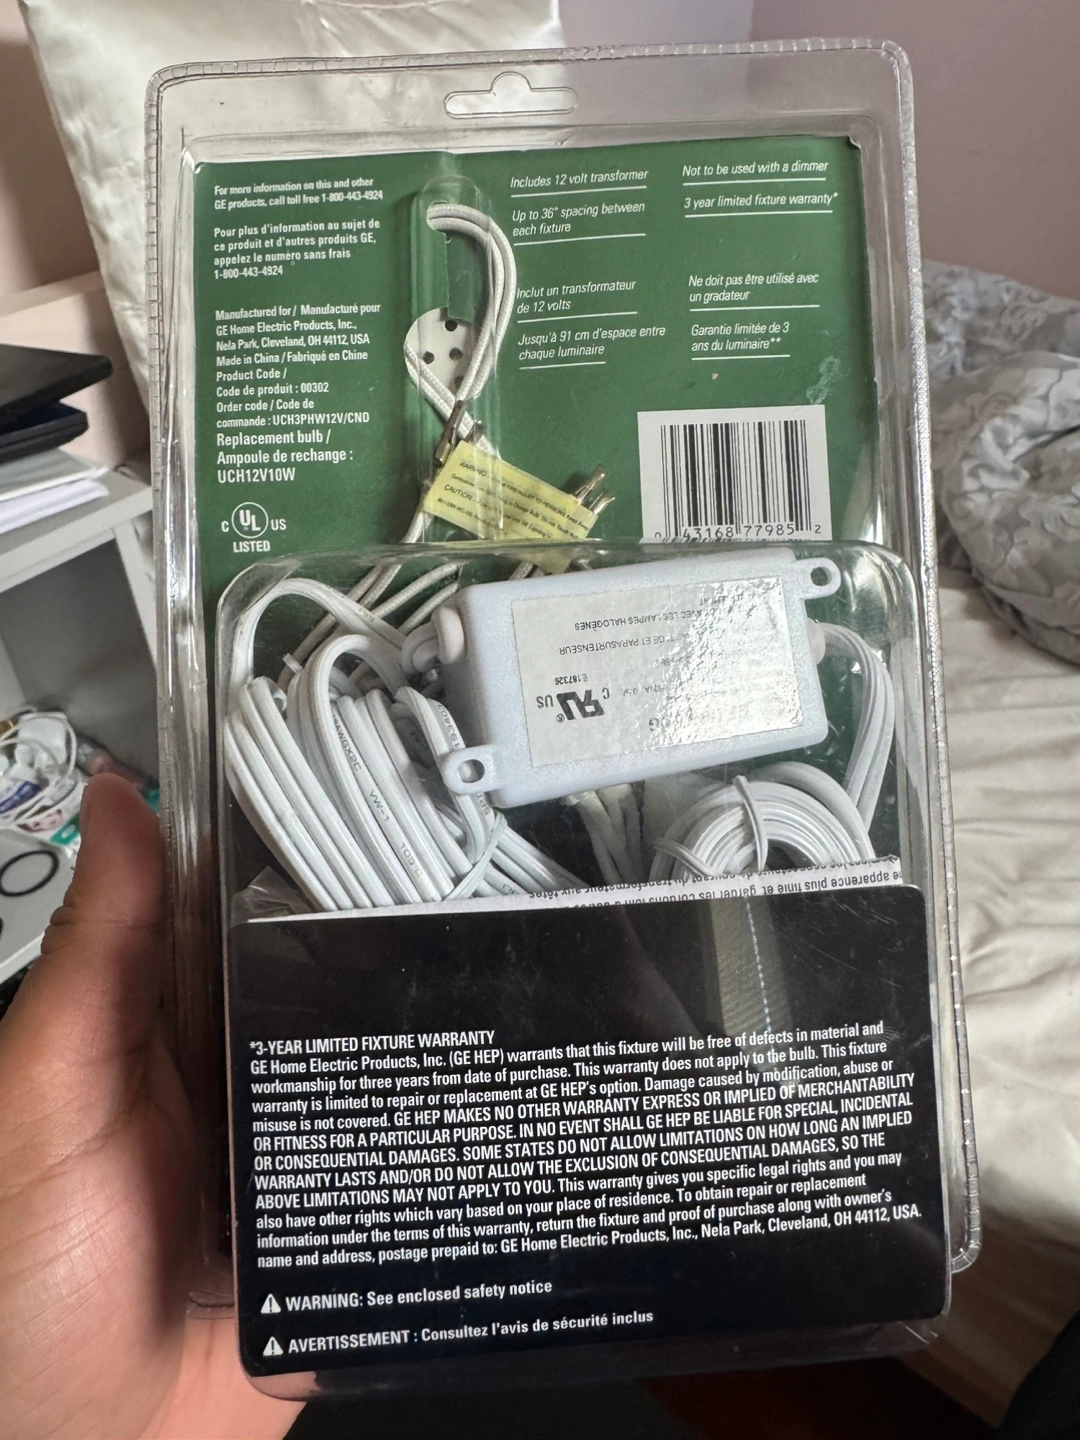 For more information on this and other
GE products, call toll free 1-800-443-4924
Pour plus d'information au sujet de
ce produit et d'autres produits GE,
appelez le numéro sans frais
1-800-443-4924
Manufactured for / Manufacturé pour
GE Home Electric Products, Inc.,
Nela Park, Cleveland, OH 44112, USA
Made in China / Fabriqué en Chine
Product Code /
Code de produit : 00302
Order code / Code de
commande : UCH3PHW12V/CND
Replacement bulb /
Ampoule de rechange :
UCH12V10W
C UL US
LISTED
Includes 12 volt transformer
Up to 36" spacing between
each fixture
Not to be used with a dimmer
3 year limited fixture warranty*
Inclut un transformateur
de 12 volts
Jusqu'à 91 cm d'espace entre
chaque luminaire
Ne doit pas être utilisé avec
un gradateur
Garantie limitée de 3
ans du luminaire**
0 43168 77985 2
WARNING
CAUTION
AVEC LES LAMPES HALOGÈNES
GE ET PARASURTENSEUR
E187326
C US
VW-1
*3-YEAR LIMITED FIXTURE WARRANTY
GE Home Electric Products, Inc. (GE HEP) warrants that this fixture will be free of defects in material and
workmanship for three years from date of purchase. This warranty does not apply to the bulb. This fixture
warranty is limited to repair or replacement at GE HEP's option. Damage caused by modification, abuse or
misuse is not covered. GE HEP MAKES NO OTHER WARRANTY EXPRESS OR IMPLIED OF MERCHANTABILITY
OR FITNESS FOR A PARTICULAR PURPOSE. IN NO EVENT SHALL GE HEP BE LIABLE FOR SPECIAL, INCIDENTAL
OR CONSEQUENTIAL DAMAGES. SOME STATES DO NOT ALLOW LIMITATIONS ON HOW LONG AN IMPLIED
WARRANTY LASTS AND/OR DO NOT ALLOW THE EXCLUSION OF CONSEQUENTIAL DAMAGES, SO THE
ABOVE LIMITATIONS MAY NOT APPLY TO YOU. This warranty gives you specific legal rights and you may
also have other rights which vary based on your place of residence. To obtain repair or replacement
information under the terms of this warranty, return the fixture and proof of purchase along with owner's
name and address, postage prepaid to: GE Home Electric Products, Inc., Nela Park, Cleveland, OH 44112, USA.
WARNING: See enclosed safety notice
AVERTISSEMENT : Consultez l'avis de sécurité inclus